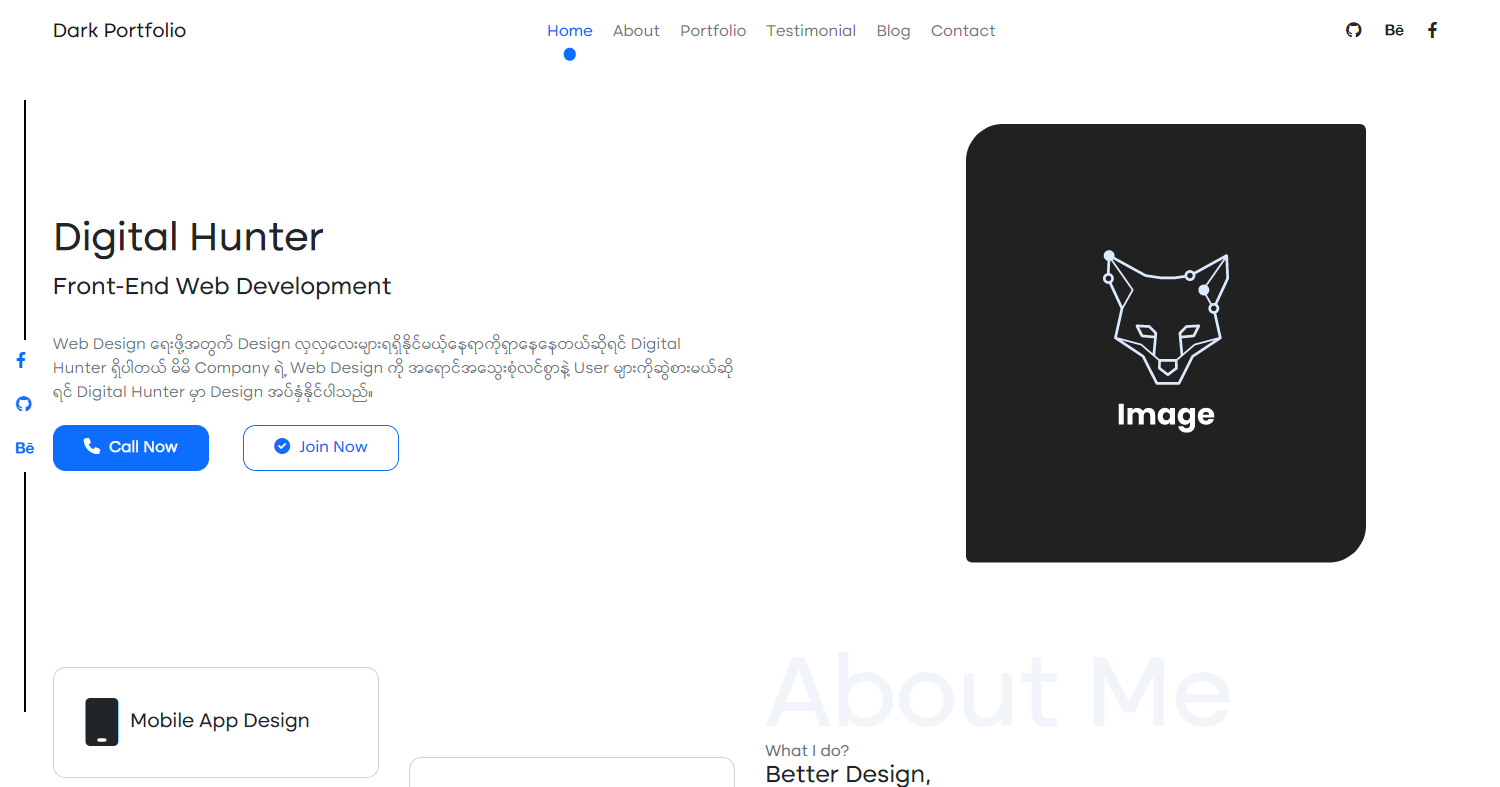 Dark Portfolio
Home About Portfolio Testimonial Blog Contact
Bē
Digital Hunter
Front-End Web Development
Web Design ရေးဖို့အတွက် Design လှလှလေးများရရှိနိုင်မယ့်နေရာကိုရှာနေနေတယ်ဆိုရင် Digital
Hunter ရှိပါတယ် မိမိ Company ရဲ့ Web Design ကို အရောင်အသွေးစုံလင်စွာနဲ့ User များကိုဆွဲစားမယ်ဆို
ရင် Digital Hunter မှာ Design အပ်နှံနိုင်ပါသည်။
Bē
Call Now
Join Now
Image
Mobile App Design
About Me
What I do?
Better Design,